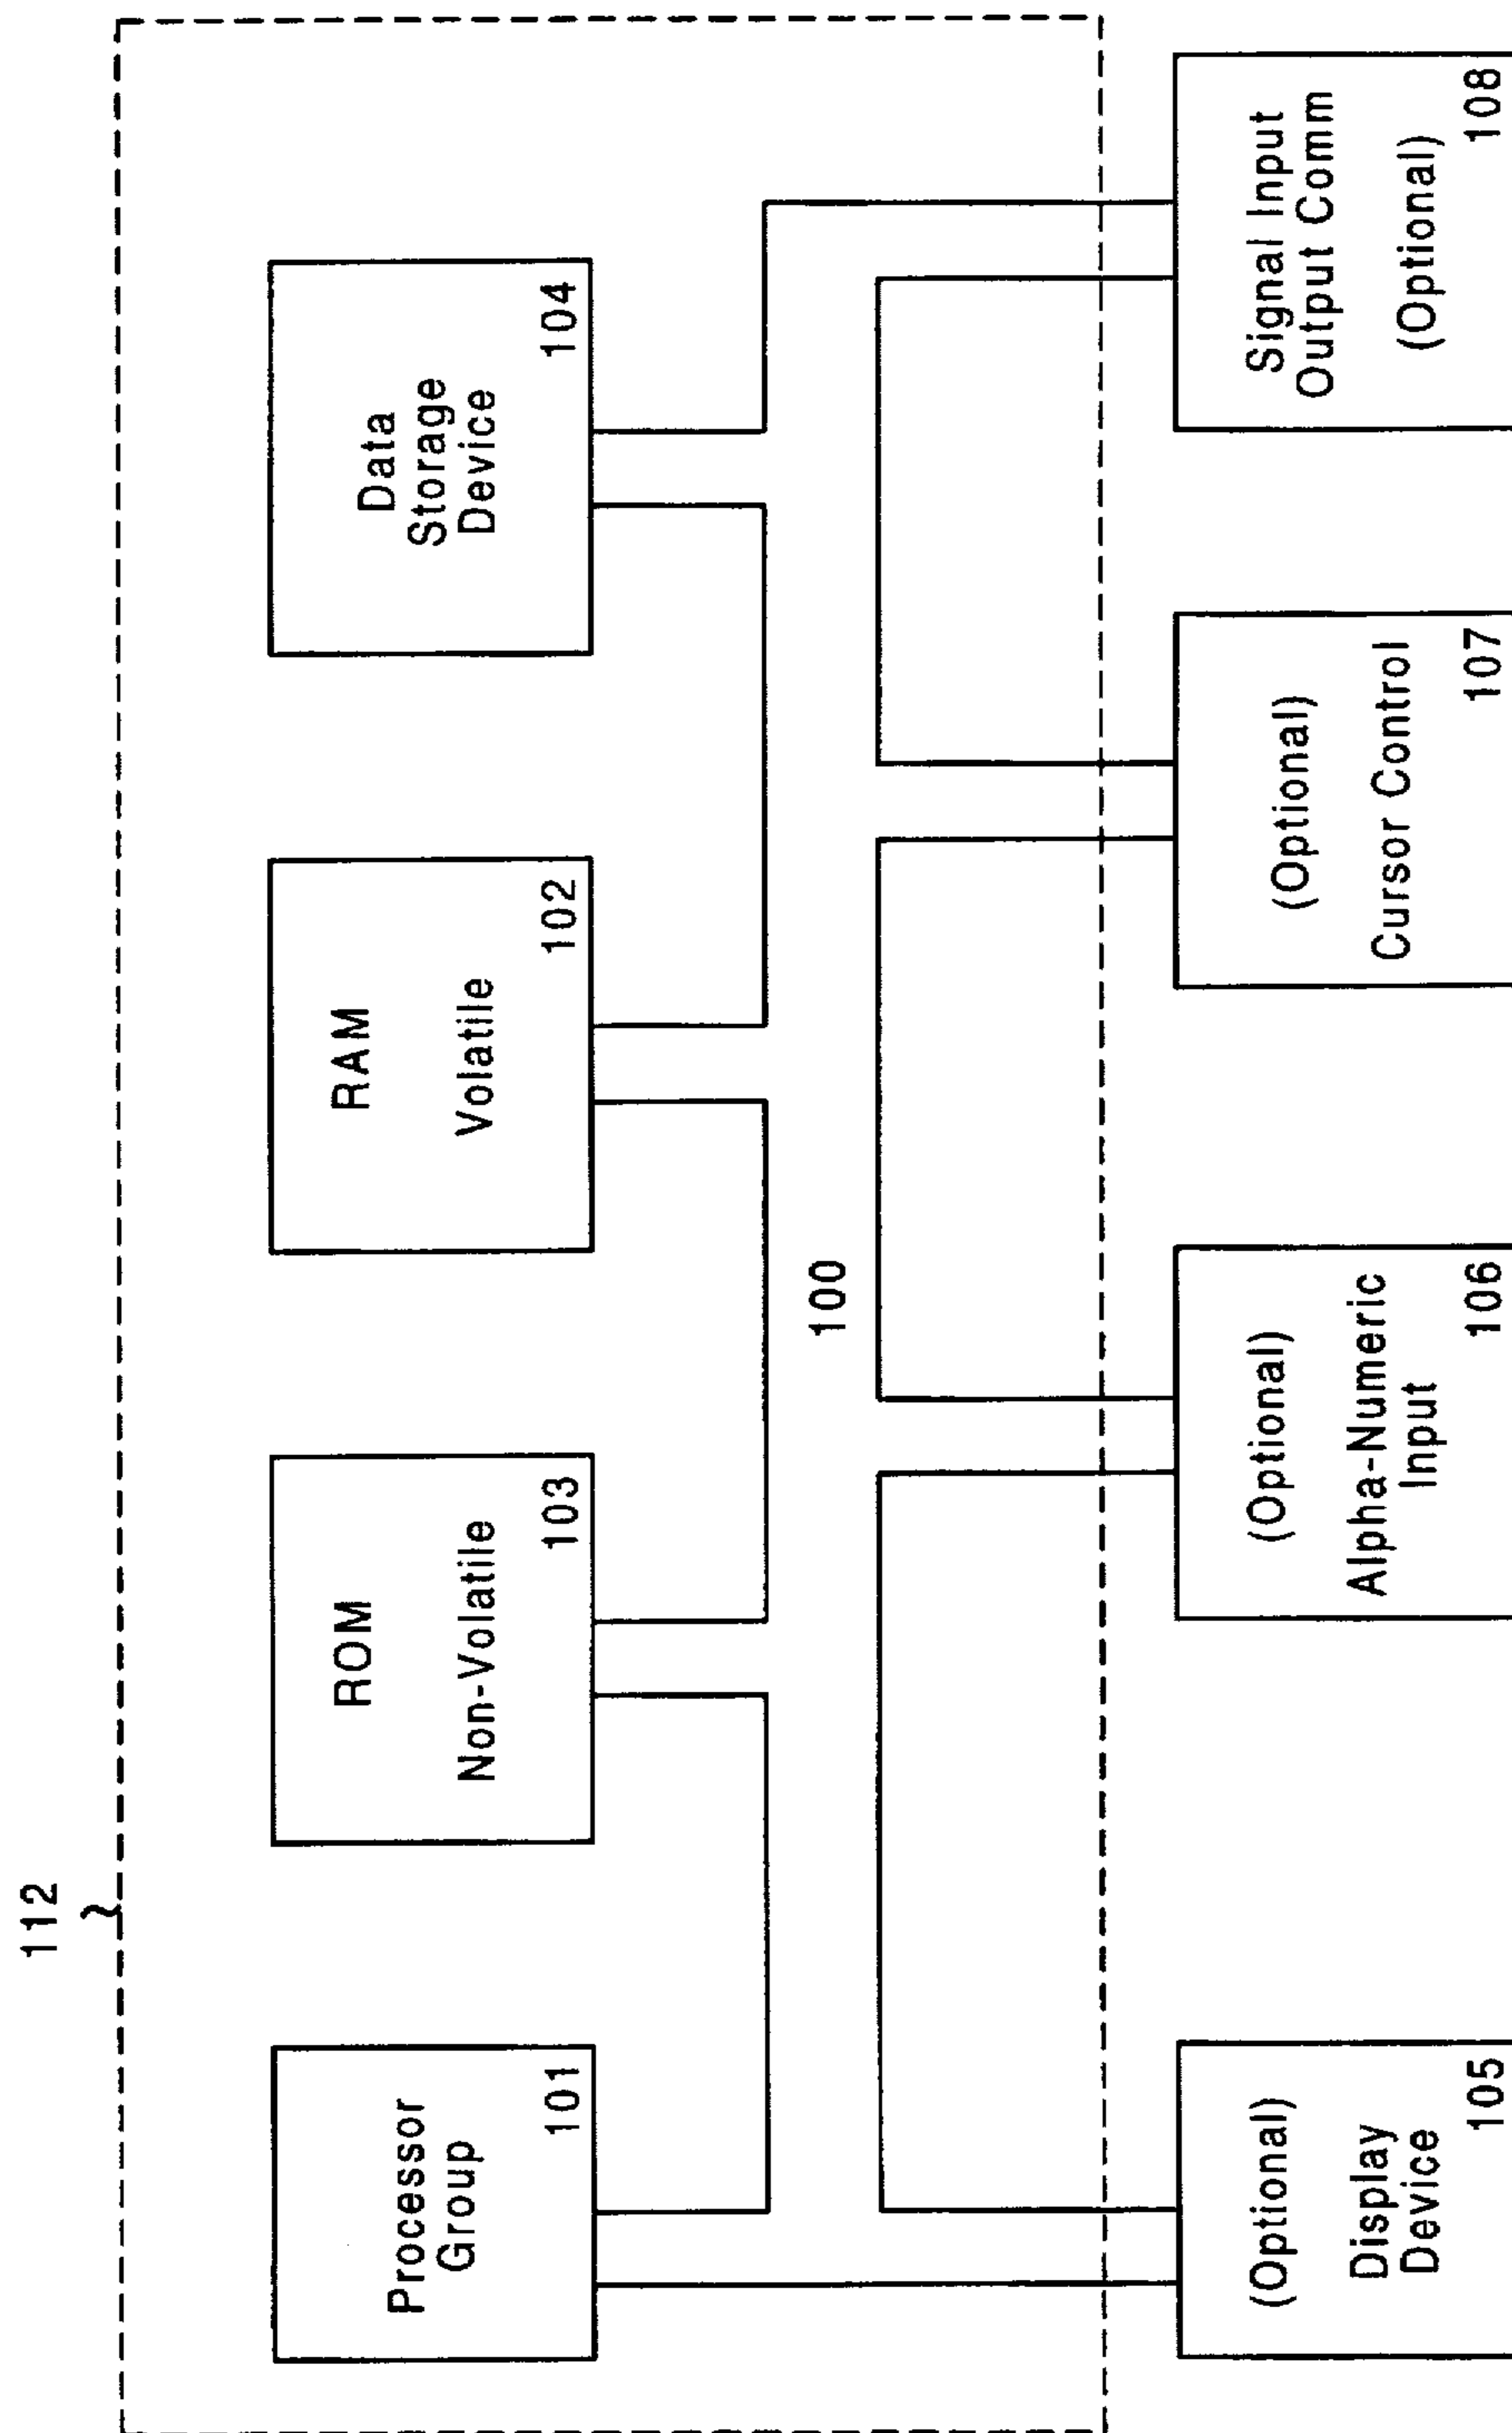 112
Processor
Group
101
ROM
Non-Volatile
103
RAM
Volatile
102
Data
Storage
Device
104
100
(Optional)
Display
Device
105
(Optional)
Alpha-Numeric
Input
106
(Optional)
Cursor Control
107
Signal Input
Output Comm
(Optional)
108